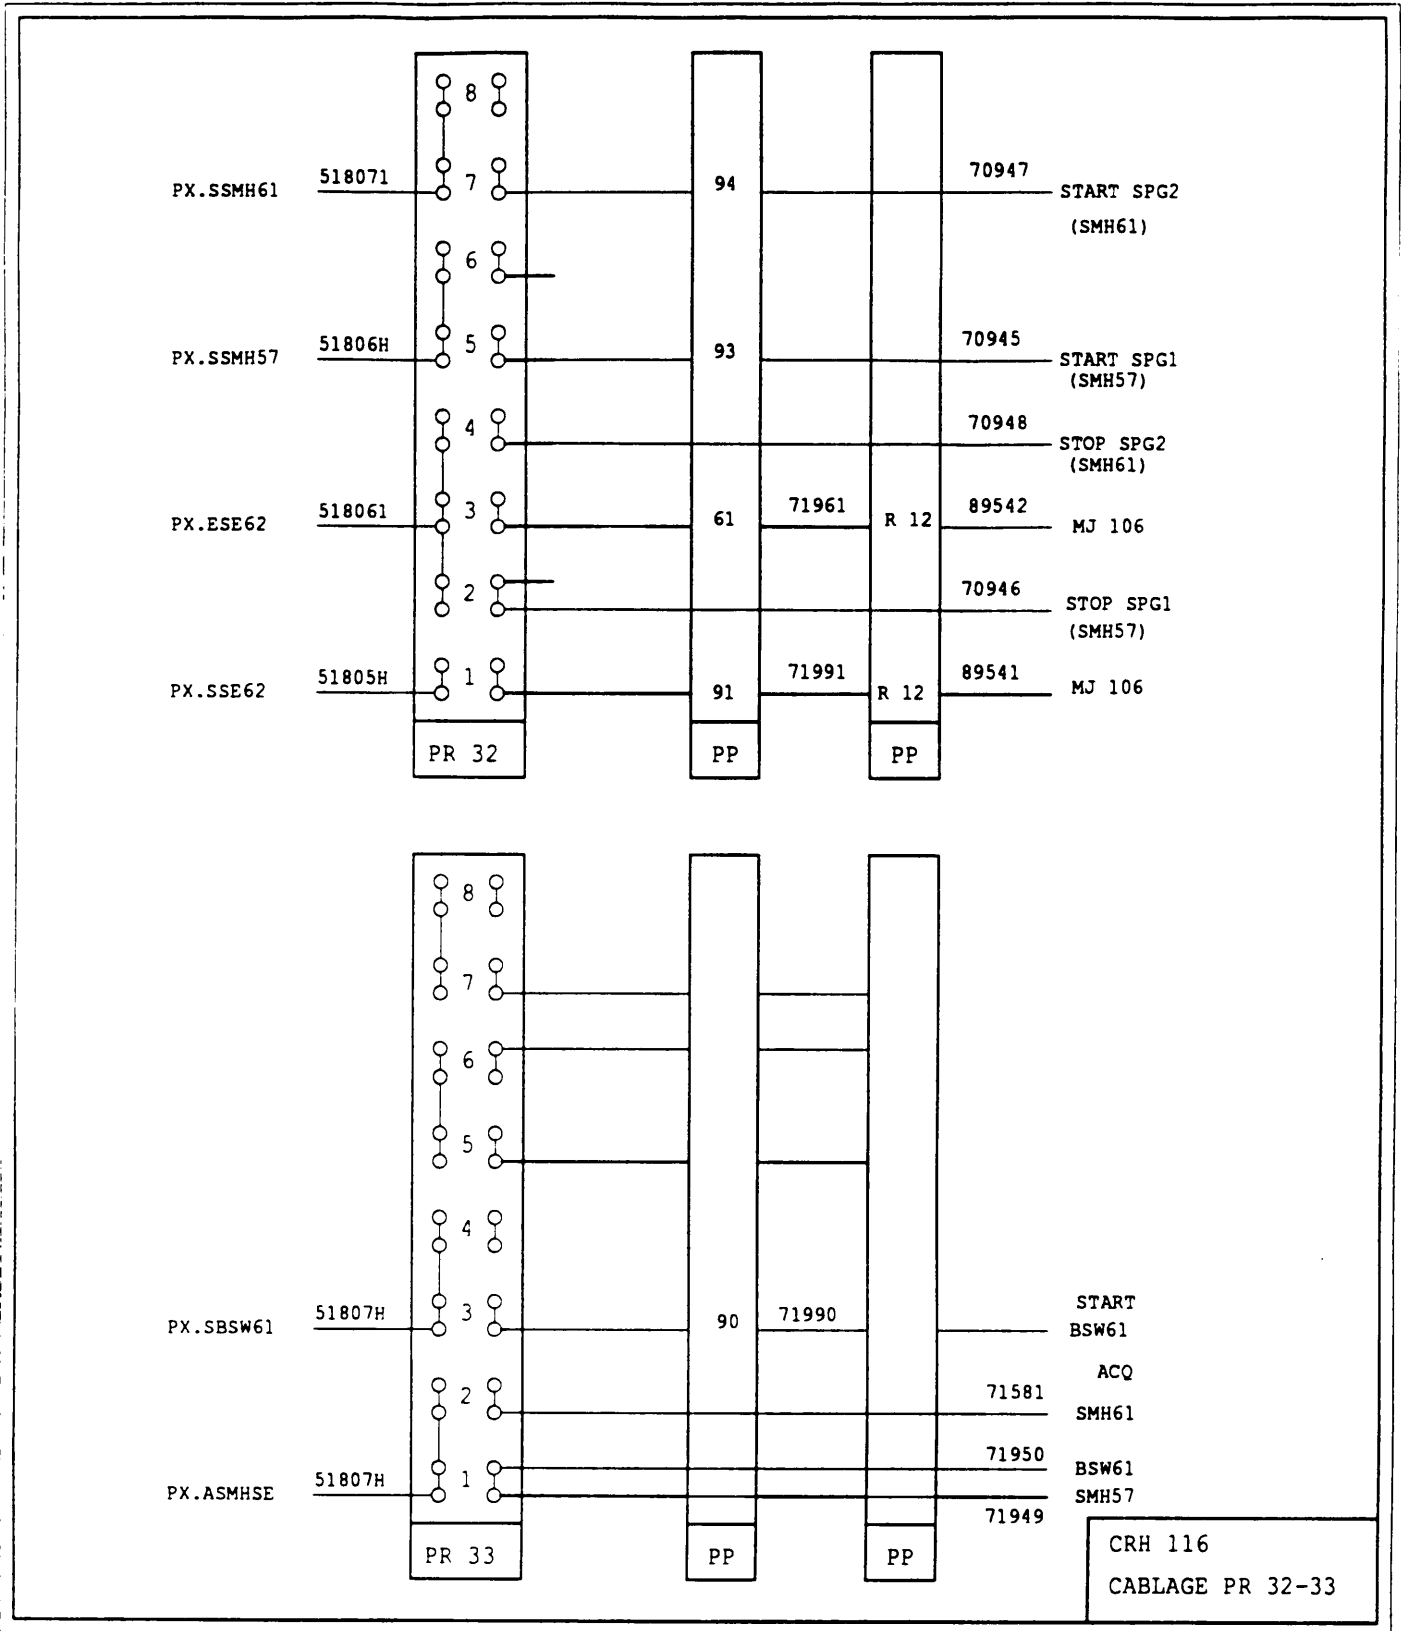 8
PX.SSMH61 518071 7 94 70947 START SPG2
(SMH61)
6
PX.SSMH57 51806H 5 93 70945 START SPG1
(SMH57)
4 70948 STOP SPG2
(SMH61)
PX.ESE62 518061 3 61 71961 R 12 89542 MJ 106
2 70946 STOP SPG1
(SMH57)
PX.SSE62 51805H 1 91 71991 R 12 89541 MJ 106
PR 32 PP PP
8
7
6
5
4
START
PX.SBSW61 51807H 3 90 71990 BSW61
ACQ
2 71581 SMH61
71950 BSW61
PX.ASMHSE 51807H 1 SMH57
71949
PR 33 PP PP
CRH 116
CABLAGE PR 32-33